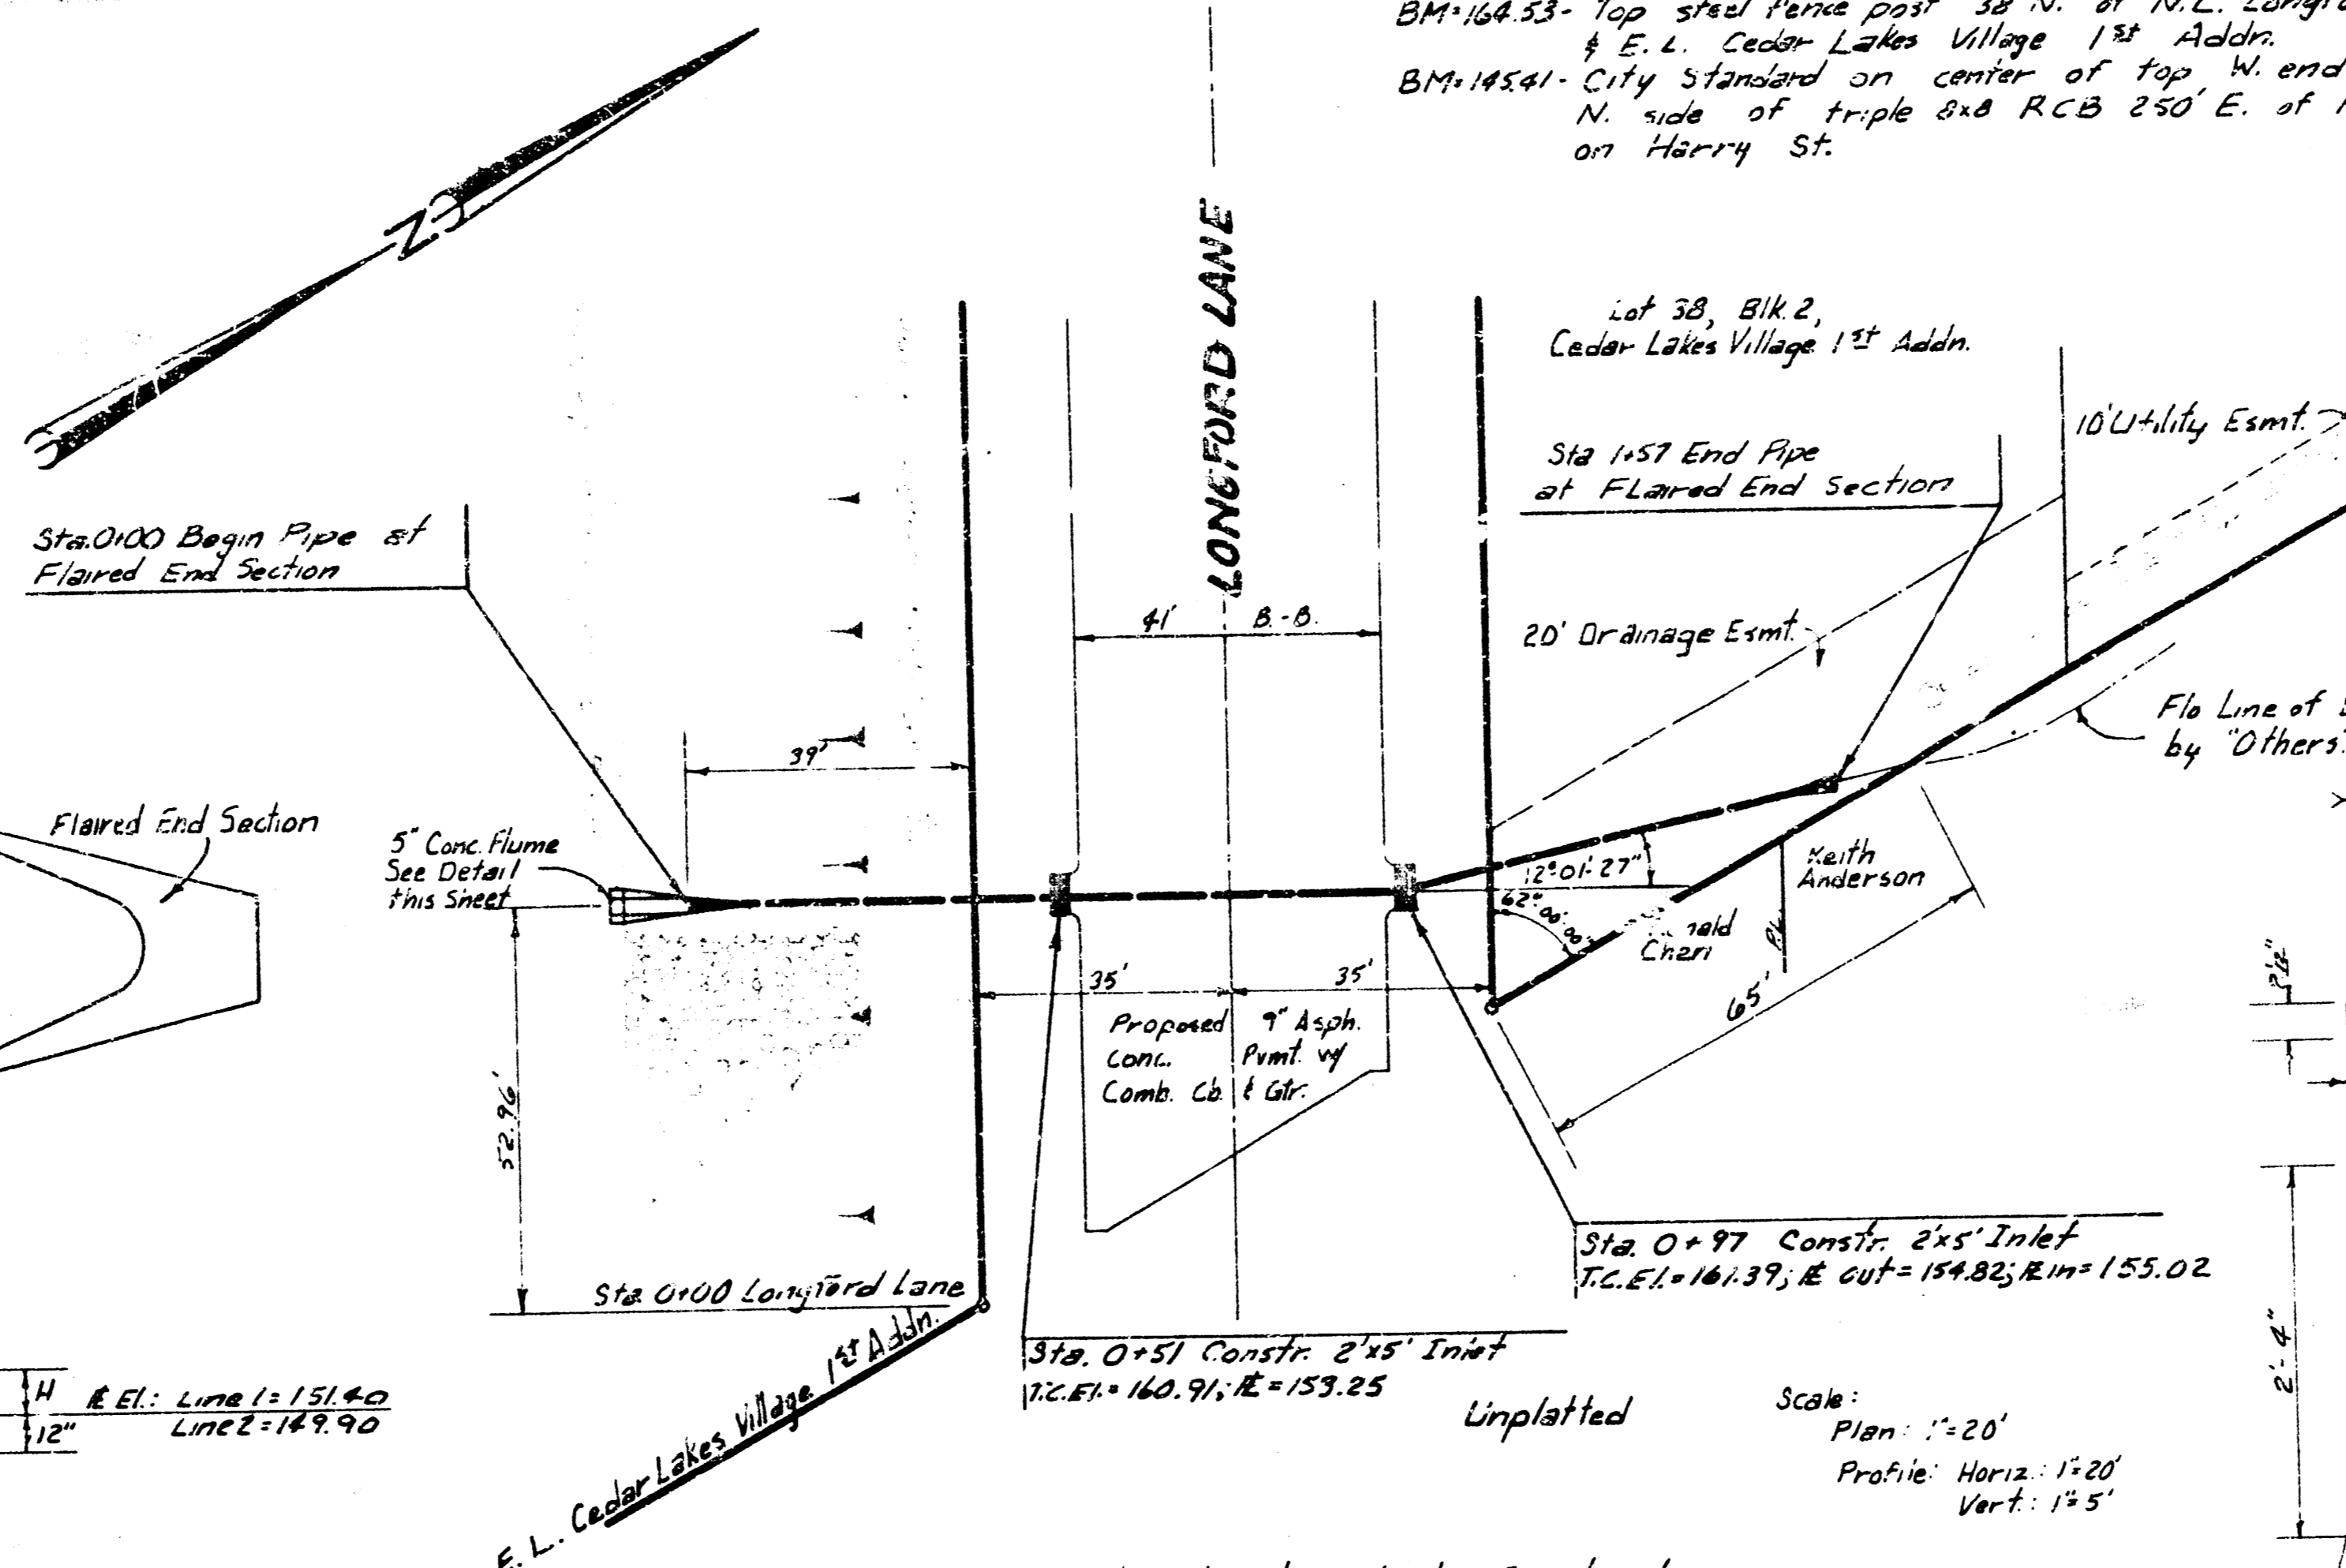 BM=164.53- Top steel fence post 38' N. of N.L.
& E.L. Cedar Lakes Village 1st Addn.
BM=145.41- City Standard on center of top W. end
N. side of triple 8x8 RCB 250' E. of
on Harry St.
N
LONGFORD LANE
Lot 38, Blk. 2,
Cedar Lakes Village 1st Addn.
10' Utility Esmt.
Sta 1+57 End Pipe
at FLaired End Section
Sta. 0+00 Begin Pipe at
Flaired End Section
41' B.-B.
20' Drainage Esmt.
Flo Line of
by "Others"
39'
Flaired End Section
5" Conc. Flume
See Detail
this Sheet
12°-01'-27"
62°
Keith
Anderson
35' 35'
65'
Proposed 9" Asph.
Conc. Pvmt. w/
Comb. Cb. & Gtr.
52.96'
Sta. 0+97 Constr. 2'x5' Inlet
T.C.El.=161.39; FL out=154.82; FL in=155.02
Sta. 0+00 Longford Lane
Sta. 0+51 Constr. 2'x5' Inlet
T.C.El.=160.91; FL=153.25
E. L. Cedar Lakes Village 1st Addn.
Unplatted
H FL El.: Line 1=151.40
12" Line 2=149.90
Scale:
Plan: 1"=20'
Profile: Horiz.: 1"=20'
Vert.: 1"=5'
2'-4"